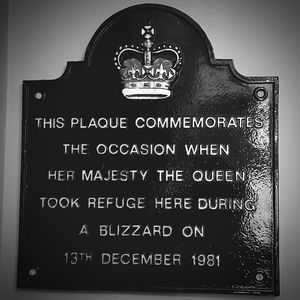 THIS PLAQUE COMMEMORATES
THE OCCASION WHEN
HER MAJESTY THE QUEEN
TOOK REFUGE HERE DURING
A BLIZZARD ON
13TH DECEMBER 1981